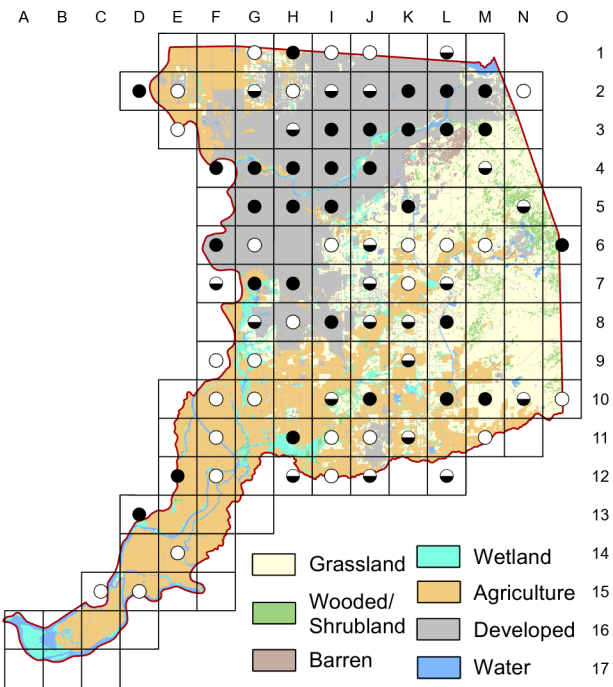 A B C D E F G H I J K L M N O
1
2
3
4
5
6
7
8
9
10
11
12
13
Grassland Wetland 14
Wooded/ Agriculture 15
Shrubland Developed 16
Barren Water 17